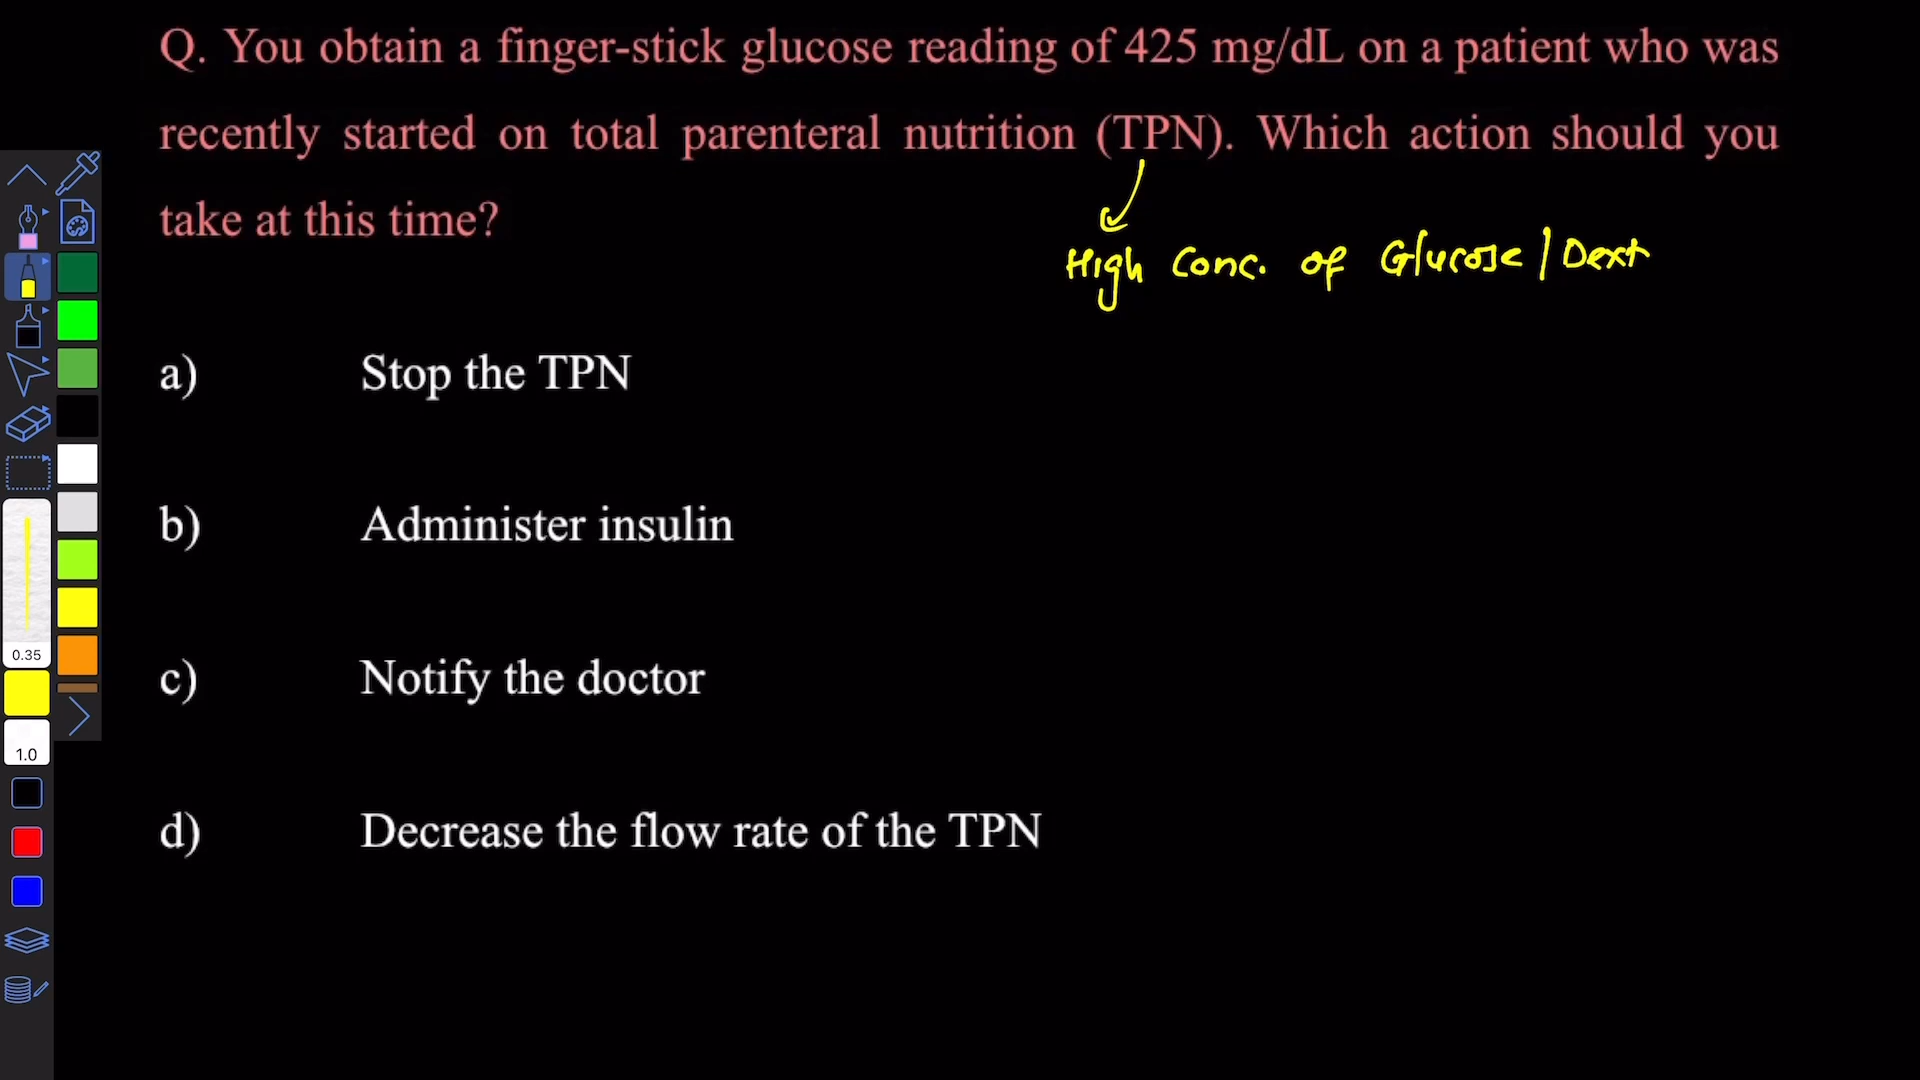 Q. You obtain a finger-stick glucose reading of 425 mg/dL on a patient who was
recently started on total parenteral nutrition (TPN). Which action should you
take at this time?
High Conc. of Glucose / Dext
a) Stop the TPN
b) Administer insulin
c) Notify the doctor
d) Decrease the flow rate of the TPN
0.35
1.0